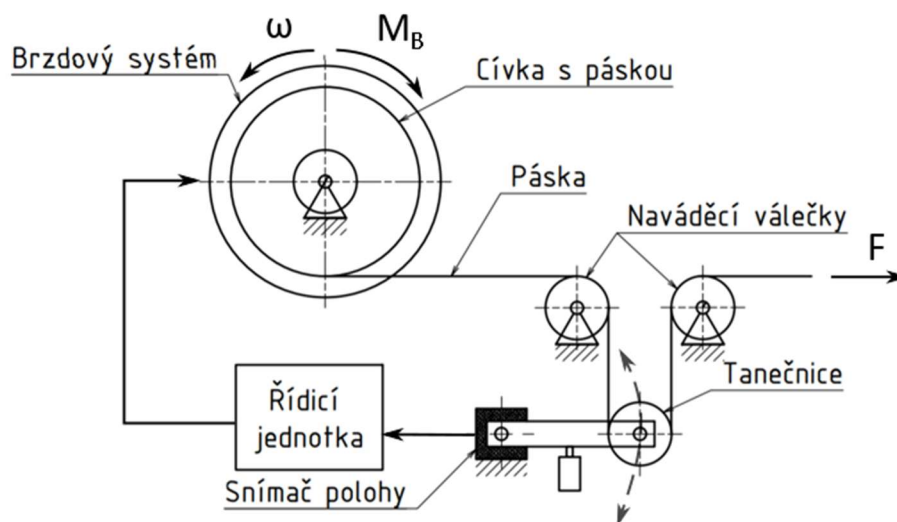 ω
M_B
Brzdový systém
Cívka s páskou
Páska
Naváděcí válečky
F
Tanečnice
Řídicí
jednotka
Snímač polohy